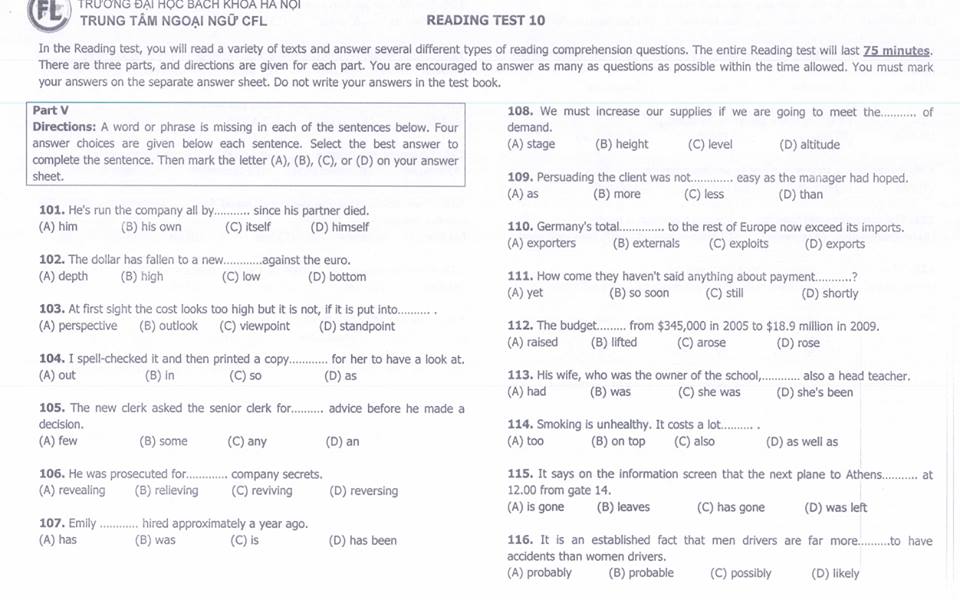 FL
TRƯỜNG ĐẠI HỌC BÁCH KHOA HÀ NỘI
TRUNG TÂM NGOẠI NGỮ CFL
READING TEST 10
In the Reading test, you will read a variety of texts and answer several different types of reading comprehension questions. The entire Reading test will last 75 minutes.
There are three parts, and directions are given for each part. You are encouraged to answer as many as questions as possible within the time allowed. You must mark
your answers on the separate answer sheet. Do not write your answers in the test book.
Part V
Directions: A word or phrase is missing in each of the sentences below. Four
answer choices are given below each sentence. Select the best answer to
complete the sentence. Then mark the letter (A), (B), (C), or (D) on your answer
sheet.
101. He's run the company all by........... since his partner died.
(A) him (B) his own (C) itself (D) himself
102. The dollar has fallen to a new............against the euro.
(A) depth (B) high (C) low (D) bottom
103. At first sight the cost looks too high but it is not, if it is put into.......... .
(A) perspective (B) outlook (C) viewpoint (D) standpoint
104. I spell-checked it and then printed a copy............ for her to have a look at.
(A) out (B) in (C) so (D) as
105. The new clerk asked the senior clerk for.......... advice before he made a
decision.
(A) few (B) some (C) any (D) an
106. He was prosecuted for............. company secrets.
(A) revealing (B) relieving (C) reviving (D) reversing
107. Emily ............ hired approximately a year ago.
(A) has (B) was (C) is (D) has been
108. We must increase our supplies if we are going to meet the........... of
demand.
(A) stage (B) height (C) level (D) altitude
109. Persuading the client was not............. easy as the manager had hoped.
(A) as (B) more (C) less (D) than
110. Germany's total.............. to the rest of Europe now exceed its imports.
(A) exporters (B) externals (C) exploits (D) exports
111. How come they haven't said anything about payment...........?
(A) yet (B) so soon (C) still (D) shortly
112. The budget......... from $345,000 in 2005 to $18.9 million in 2009.
(A) raised (B) lifted (C) arose (D) rose
113. His wife, who was the owner of the school,............ also a head teacher.
(A) had (B) was (C) she was (D) she's been
114. Smoking is unhealthy. It costs a lot.......... .
(A) too (B) on top (C) also (D) as well as
115. It says on the information screen that the next plane to Athens........... at
12.00 from gate 14.
(A) is gone (B) leaves (C) has gone (D) was left
116. It is an established fact that men drivers are far more..........to have
accidents than women drivers.
(A) probably (B) probable (C) possibly (D) likely